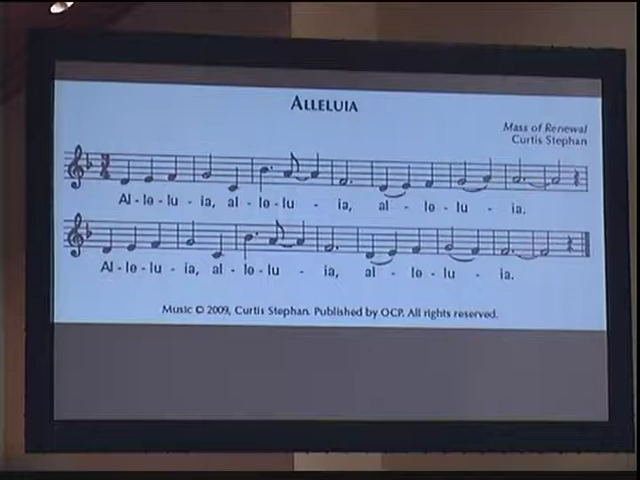 ALLELUIA
Mass of Renewal
Curtis Stephan
3 4
Al - le - lu - ia, al - le - lu - ia, al - le - lu - ia.
Al - le - lu - ia, al - le - lu - ia, al - le - lu - ia.
Music © 2009, Curtis Stephan. Published by OCP. All rights reserved.